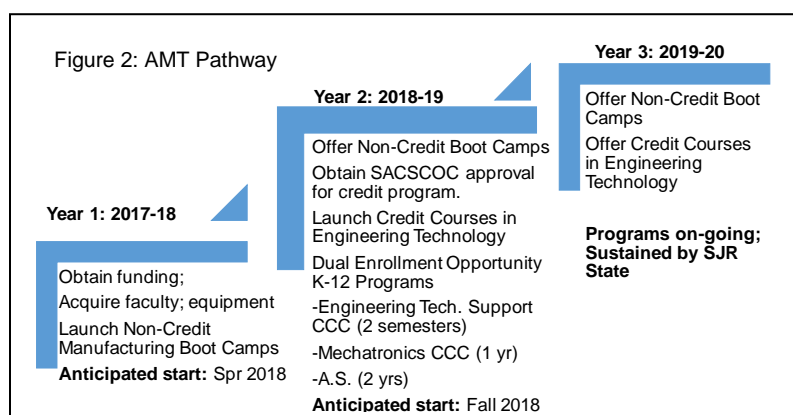 Figure 2: AMT Pathway
Year 1: 2017-18
Obtain funding;
Acquire faculty; equipment
Launch Non-Credit
Manufacturing Boot Camps
Anticipated start: Spr 2018
Year 2: 2018-19
Offer Non-Credit Boot Camps
Obtain SACSCOC approval
for credit program.
Launch Credit Courses in
Engineering Technology
Dual Enrollment Opportunity
K-12 Programs
-Engineering Tech. Support
CCC (2 semesters)
-Mechatronics CCC (1 yr)
-A.S. (2 yrs)
Anticipated start: Fall 2018
Year 3: 2019-20
Offer Non-Credit Boot
Camps
Offer Credit Courses
in Engineering
Technology
Programs on-going;
Sustained by SJR
State